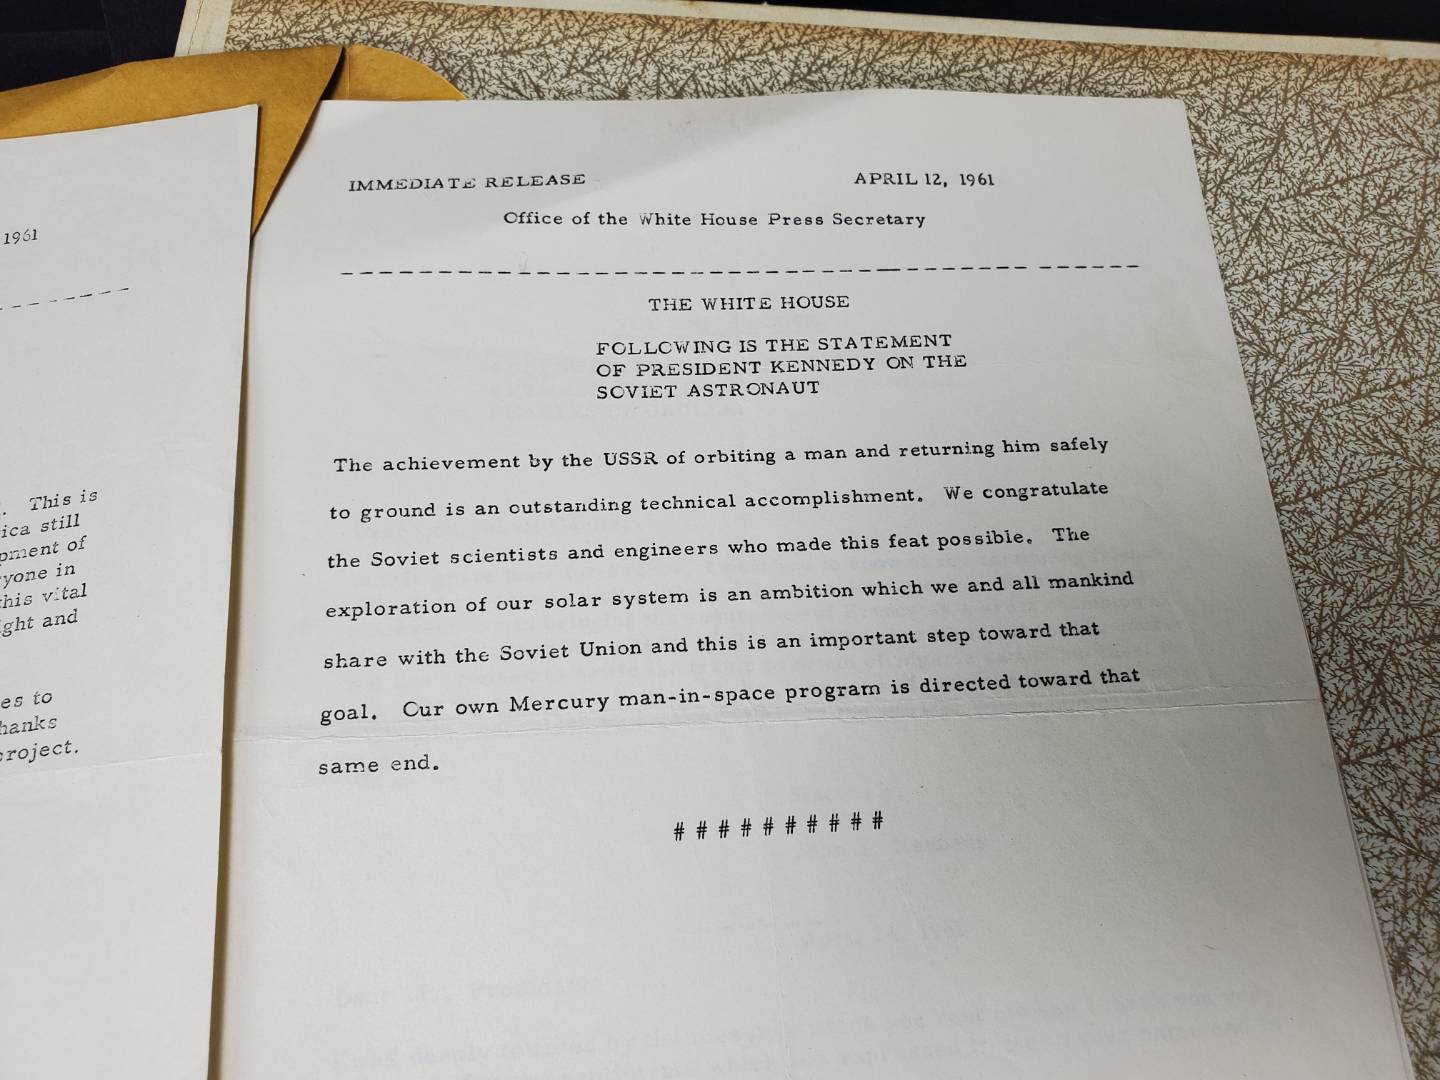 1961
. This is
ica still
pment of
yone in
this vital
ght and
es to
hanks
project.
IMMEDIATE RELEASE APRIL 12, 1961
Office of the White House Press Secretary
THE WHITE HOUSE
FOLLOWING IS THE STATEMENT
OF PRESIDENT KENNEDY ON THE
SOVIET ASTRONAUT
The achievement by the USSR of orbiting a man and returning him safely
to ground is an outstanding technical accomplishment. We congratulate
the Soviet scientists and engineers who made this feat possible. The
exploration of our solar system is an ambition which we and all mankind
share with the Soviet Union and this is an important step toward that
goal. Our own Mercury man-in-space program is directed toward that
same end.
# # # # # # # # # #